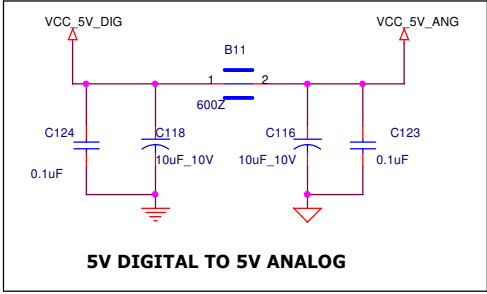 VCC_5V_DIG
VCC_5V_ANG
B11
1
2
600Z
C124
C118
C116
C123
0.1uF
10uF_10V
10uF_10V
0.1uF
5V DIGITAL TO 5V ANALOG